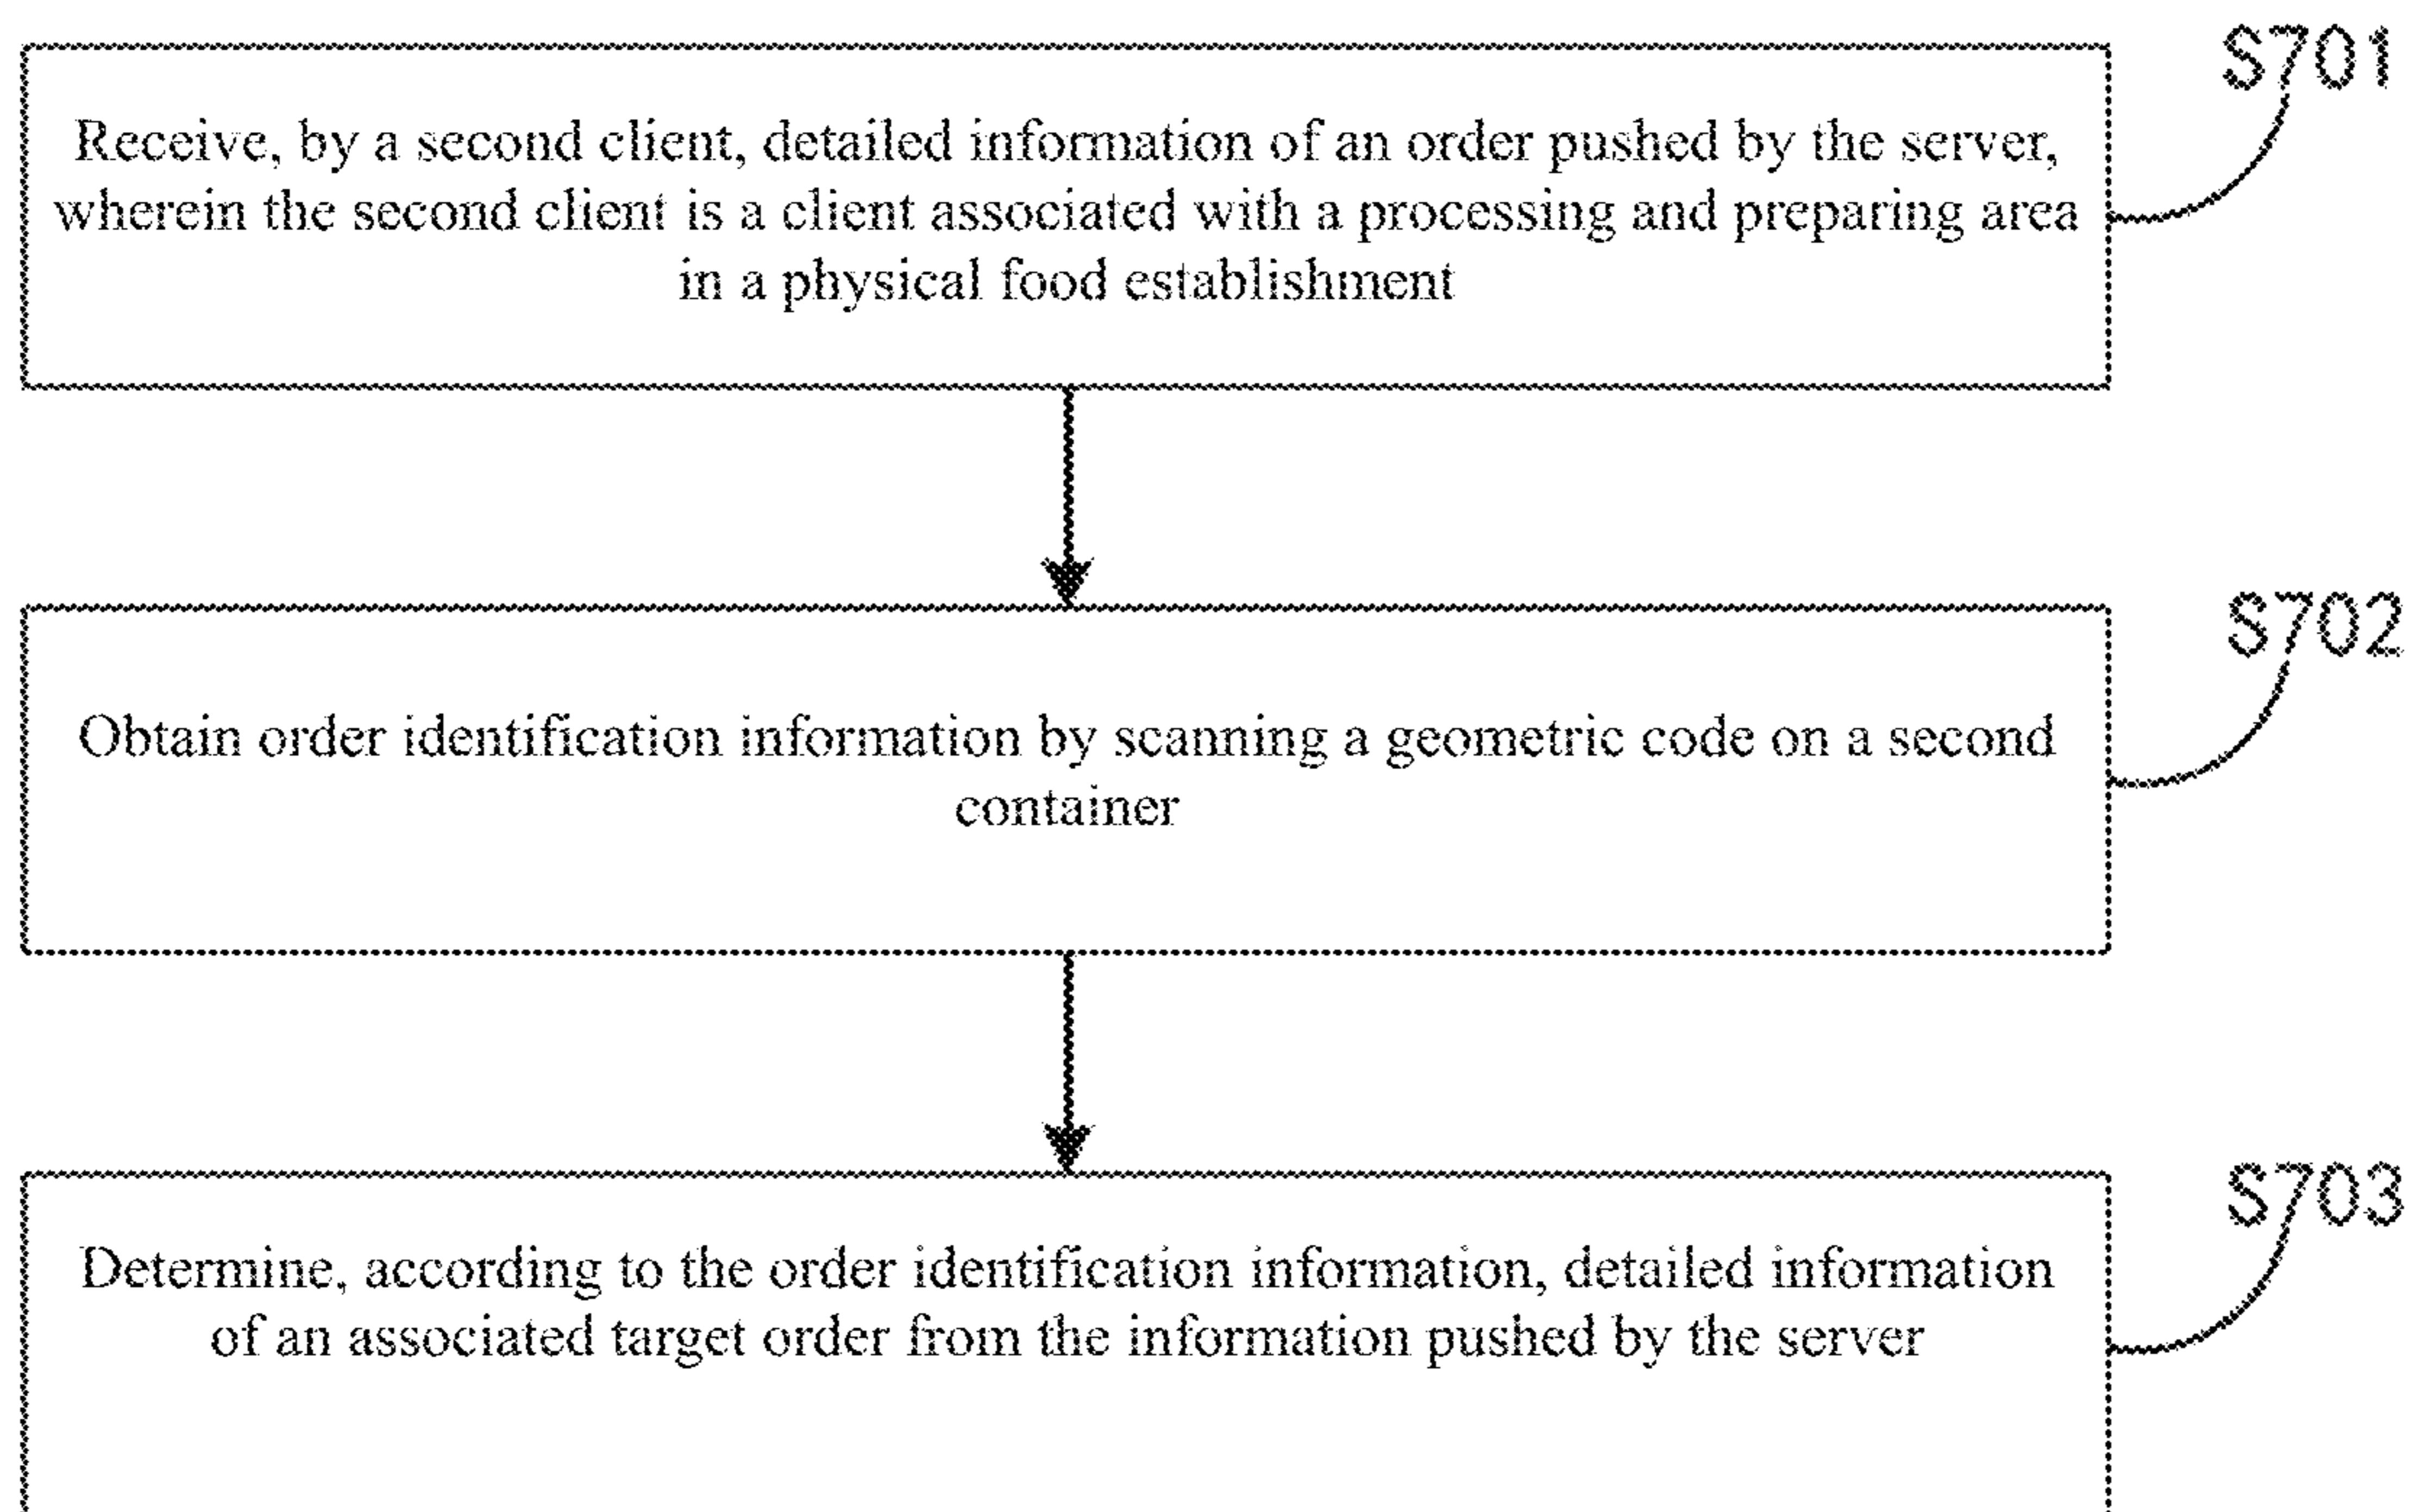 S701
Receive, by a second client, detailed information of an order pushed by the server,
wherein the second client is a client associated with a processing and preparing area
in a physical food establishment
S702
Obtain order identification information by scanning a geometric code on a second
container
S703
Determine, according to the order identification information, detailed information
of an associated target order from the information pushed by the server